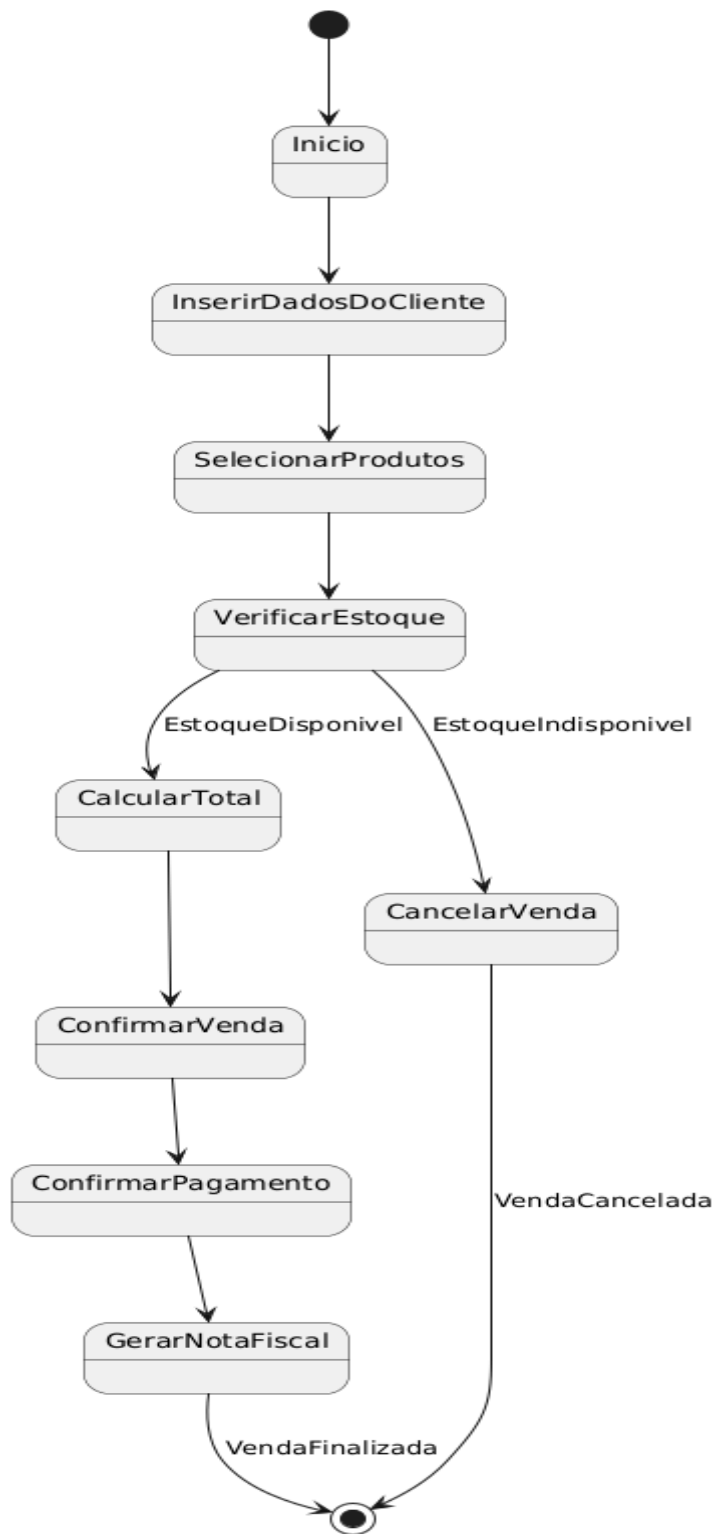 Inicio
InserirDadosDoCliente
SelecionarProdutos
VerificarEstoque
EstoqueDisponivel
EstoqueIndisponivel
CalcularTotal
CancelarVenda
ConfirmarVenda
ConfirmarPagamento
VendaCancelada
GerarNotaFiscal
VendaFinalizada